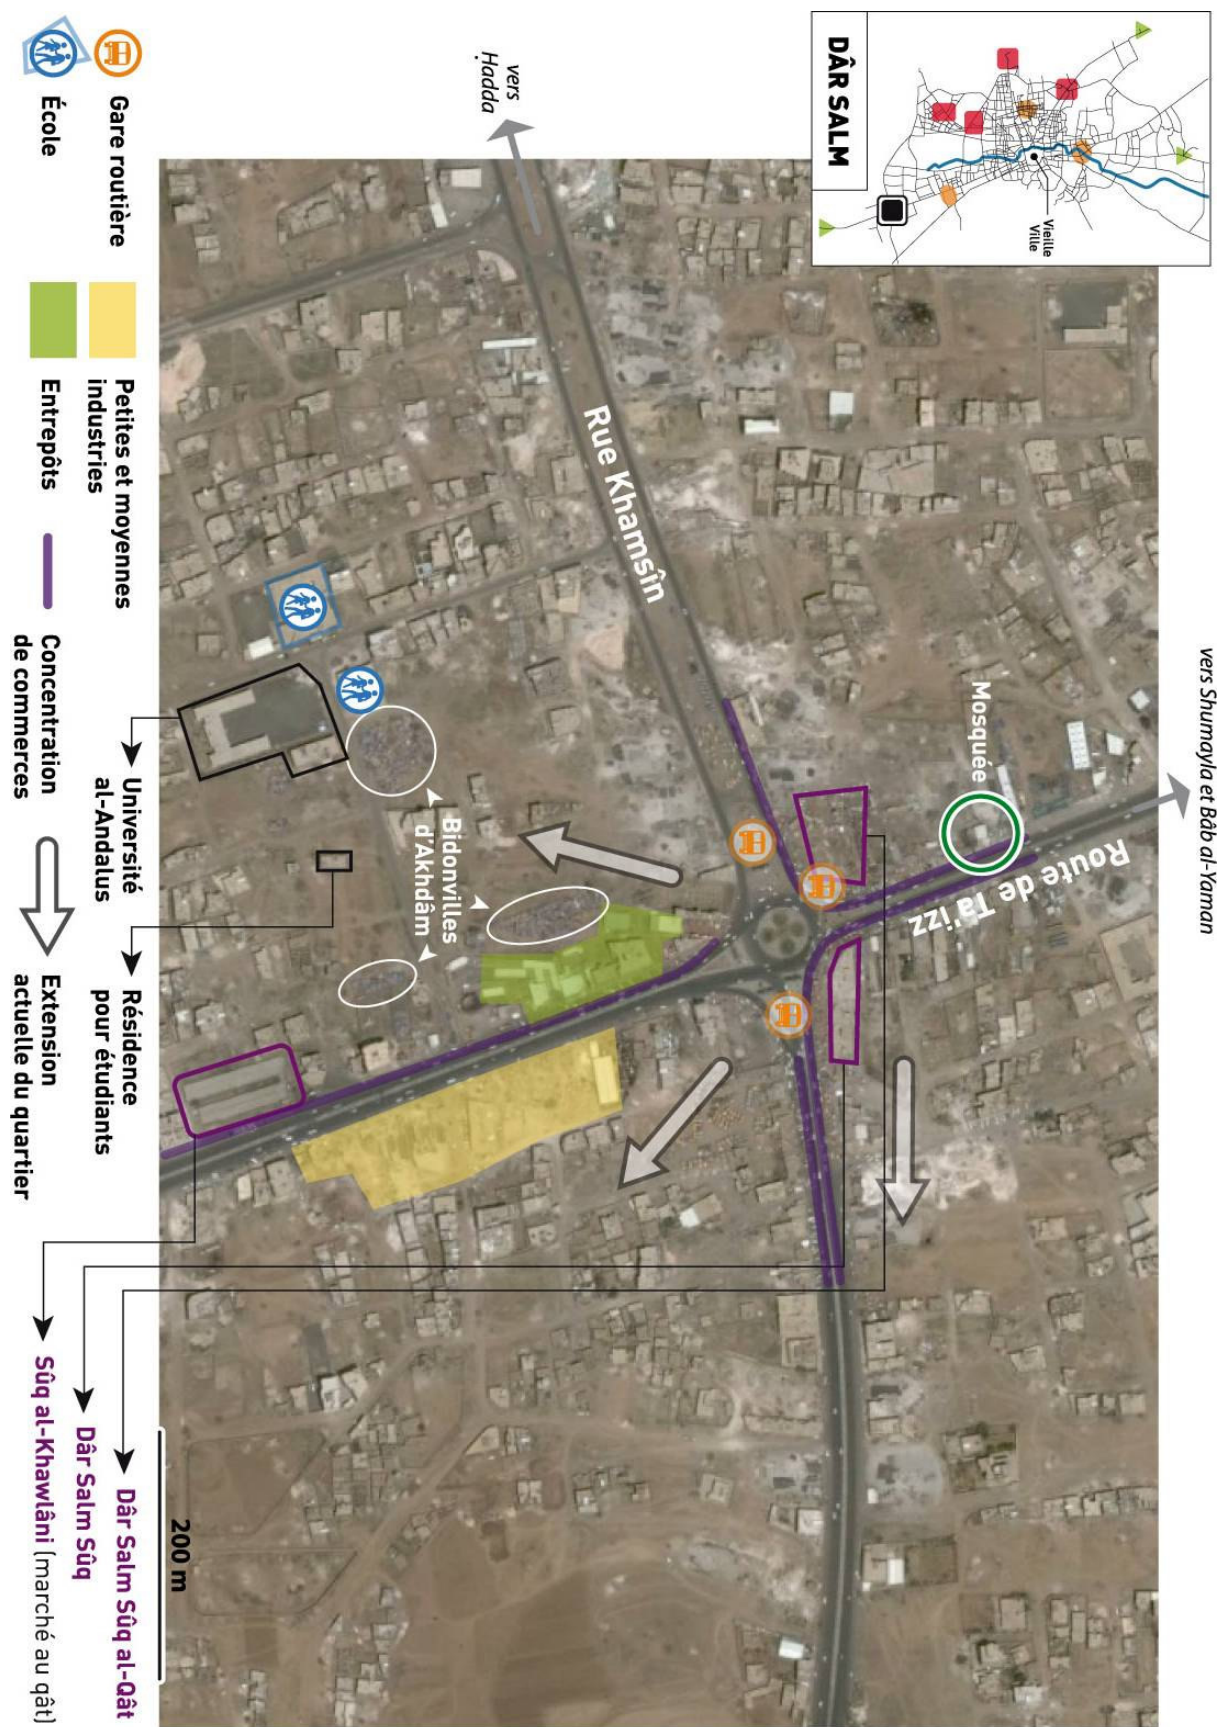 DÂR SALM
Vieille
Ville
vers Shumayla et Bâb al-Yaman
vers
Ḥadda
Mosquée
Route de Ta'izz
Rue Khamsîn
Bidonvilles
d'Akhdâm
Gare routière
École
Petites et moyennes
industries
Entrepôts
Concentration
de commerces
Université
al-Andalus
Résidence
pour étudiants
Extension
actuelle du quartier
200 m
Dâr Salm Sûq al-Qât
Dâr Salm Sûq
Sûq al-Khawlâni (marché au qât)